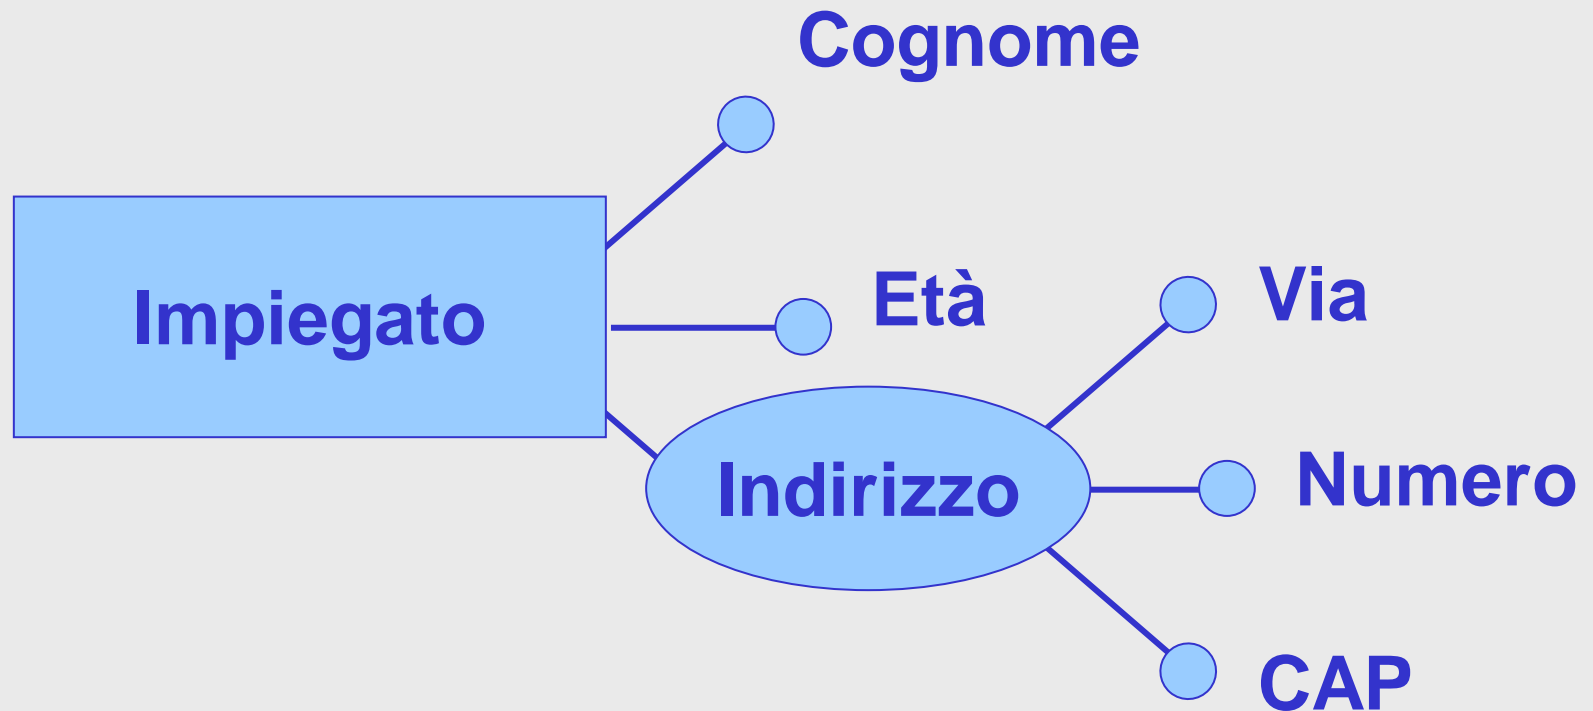 Cognome
Impiegato
Età
Via
Indirizzo
Numero
CAP